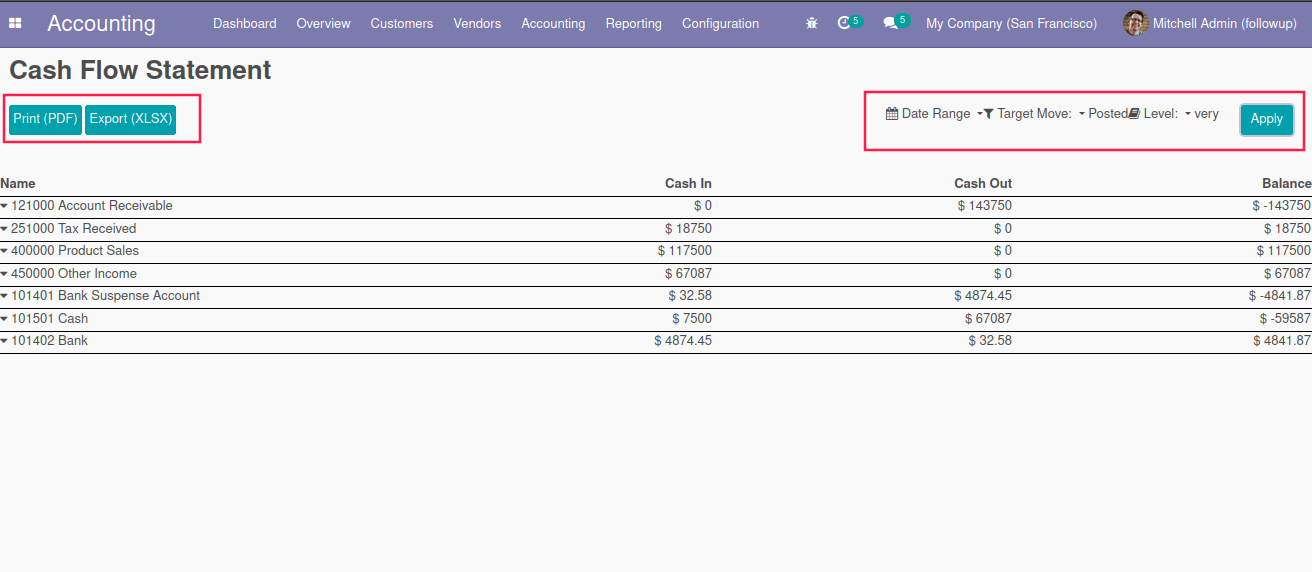 Accounting Dashboard Overview Customers Vendors Accounting Reporting Configuration 5 5 My Company (San Francisco) Mitchell Admin (followup)
Cash Flow Statement
Print (PDF) Export (XLSX) Date Range Target Move: Posted Level: very Apply
Name Cash In Cash Out Balance
121000 Account Receivable $ 0 $ 143750 $ -143750
251000 Tax Received $ 18750 $ 0 $ 18750
400000 Product Sales $ 117500 $ 0 $ 117500
450000 Other Income $ 67087 $ 0 $ 67087
101401 Bank Suspense Account $ 32.58 $ 4874.45 $ -4841.87
101501 Cash $ 7500 $ 67087 $ -59587
101402 Bank $ 4874.45 $ 32.58 $ 4841.87